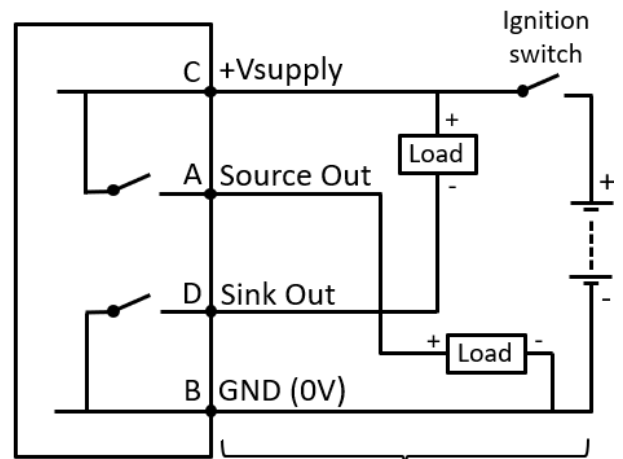 Ignition
switch
C +Vsupply
+
Load
-
A Source Out
+
D Sink Out
-
+ Load -
B GND (0V)